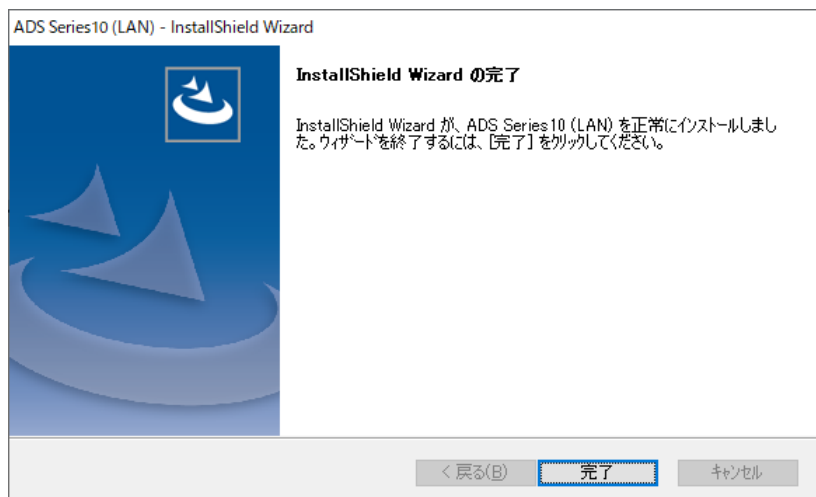 ADS Series10 (LAN) - InstallShield Wizard
InstallShield Wizard の完了
InstallShield Wizard が、ADS Series10 (LAN) を正常にインストールしまし
た。ウィザードを終了するには、[完了] をクリックしてください。
< 戻る(B) 完了 キャンセル